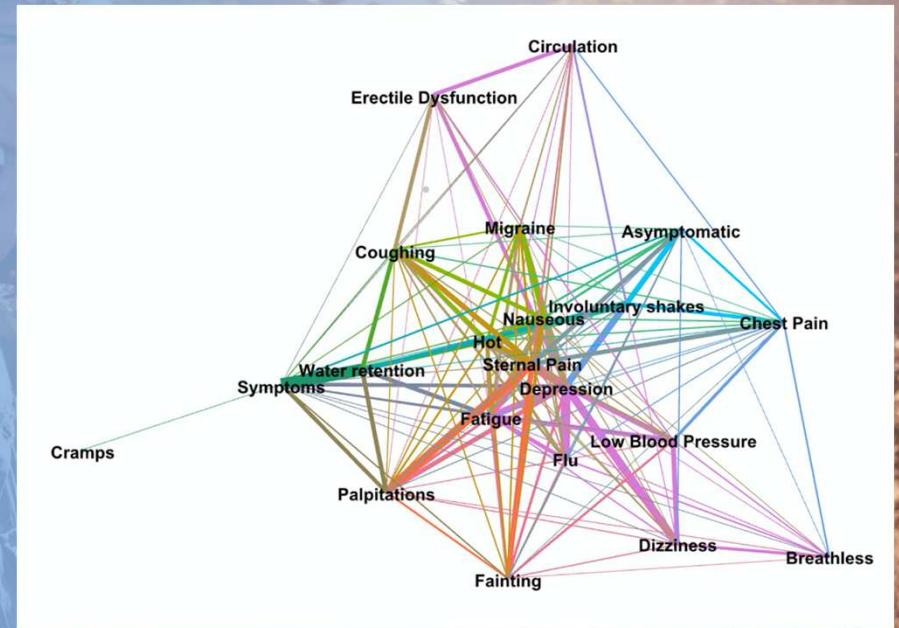 Circulation
Erectile Dysfunction
Migraine
Asymptomatic
Coughing
Involuntary shakes
Nauseous
Chest Pain
Hot
Sternal Pain
Water retention
Symptoms
Depression
Fatigue
Low Blood Pressure
Cramps
Flu
Palpitations
Dizziness
Breathless
Fainting